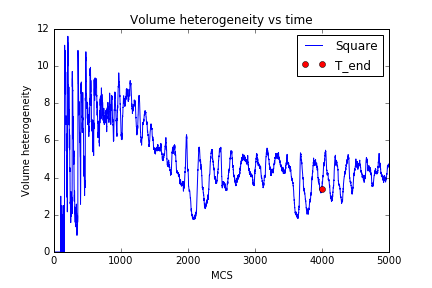 Volume heterogeneity vs time
Square
T_end
Volume heterogeneity
12
10
8
6
4
2
0
0 1000 2000 3000 4000 5000
MCS